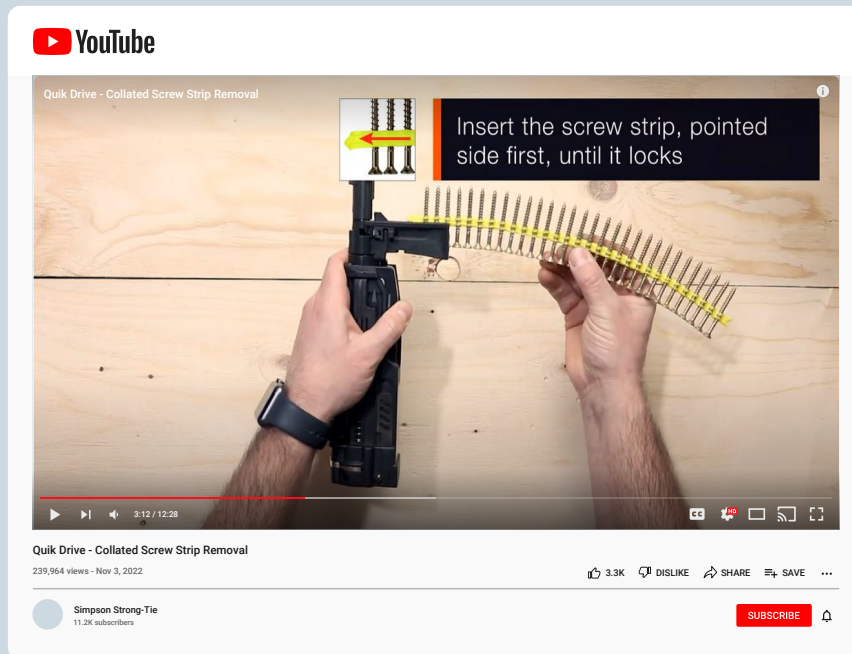 YouTube
Quik Drive - Collated Screw Strip Removal
Insert the screw strip, pointed
side first, until it locks
3:12 / 12:28
CC
HD
Quik Drive - Collated Screw Strip Removal
239,964 views - Nov 3, 2022
3.3K
DISLIKE
SHARE
SAVE
Simpson Strong-Tie
11.2K subscribers
SUBSCRIBE